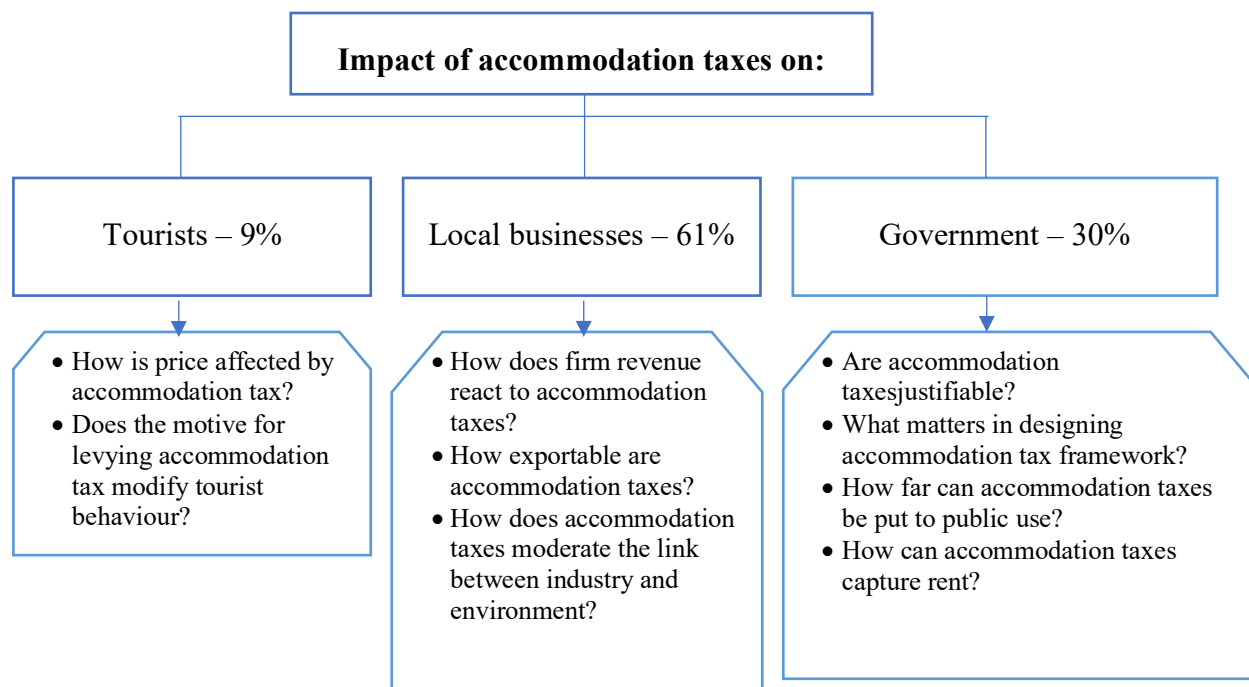 Impact of accommodation taxes on:
Tourists – 9%
Local businesses – 61%
Government – 30%
• How is price affected by
accommodation tax?
• Does the motive for
levying accommodation
tax modify tourist
behaviour?
• How does firm revenue
react to accommodation
taxes?
• How exportable are
accommodation taxes?
• How does accommodation
taxes moderate the link
between industry and
environment?
• Are accommodation
taxesjustifiable?
• What matters in designing
accommodation tax framework?
• How far can accommodation taxes
be put to public use?
• How can accommodation taxes
capture rent?